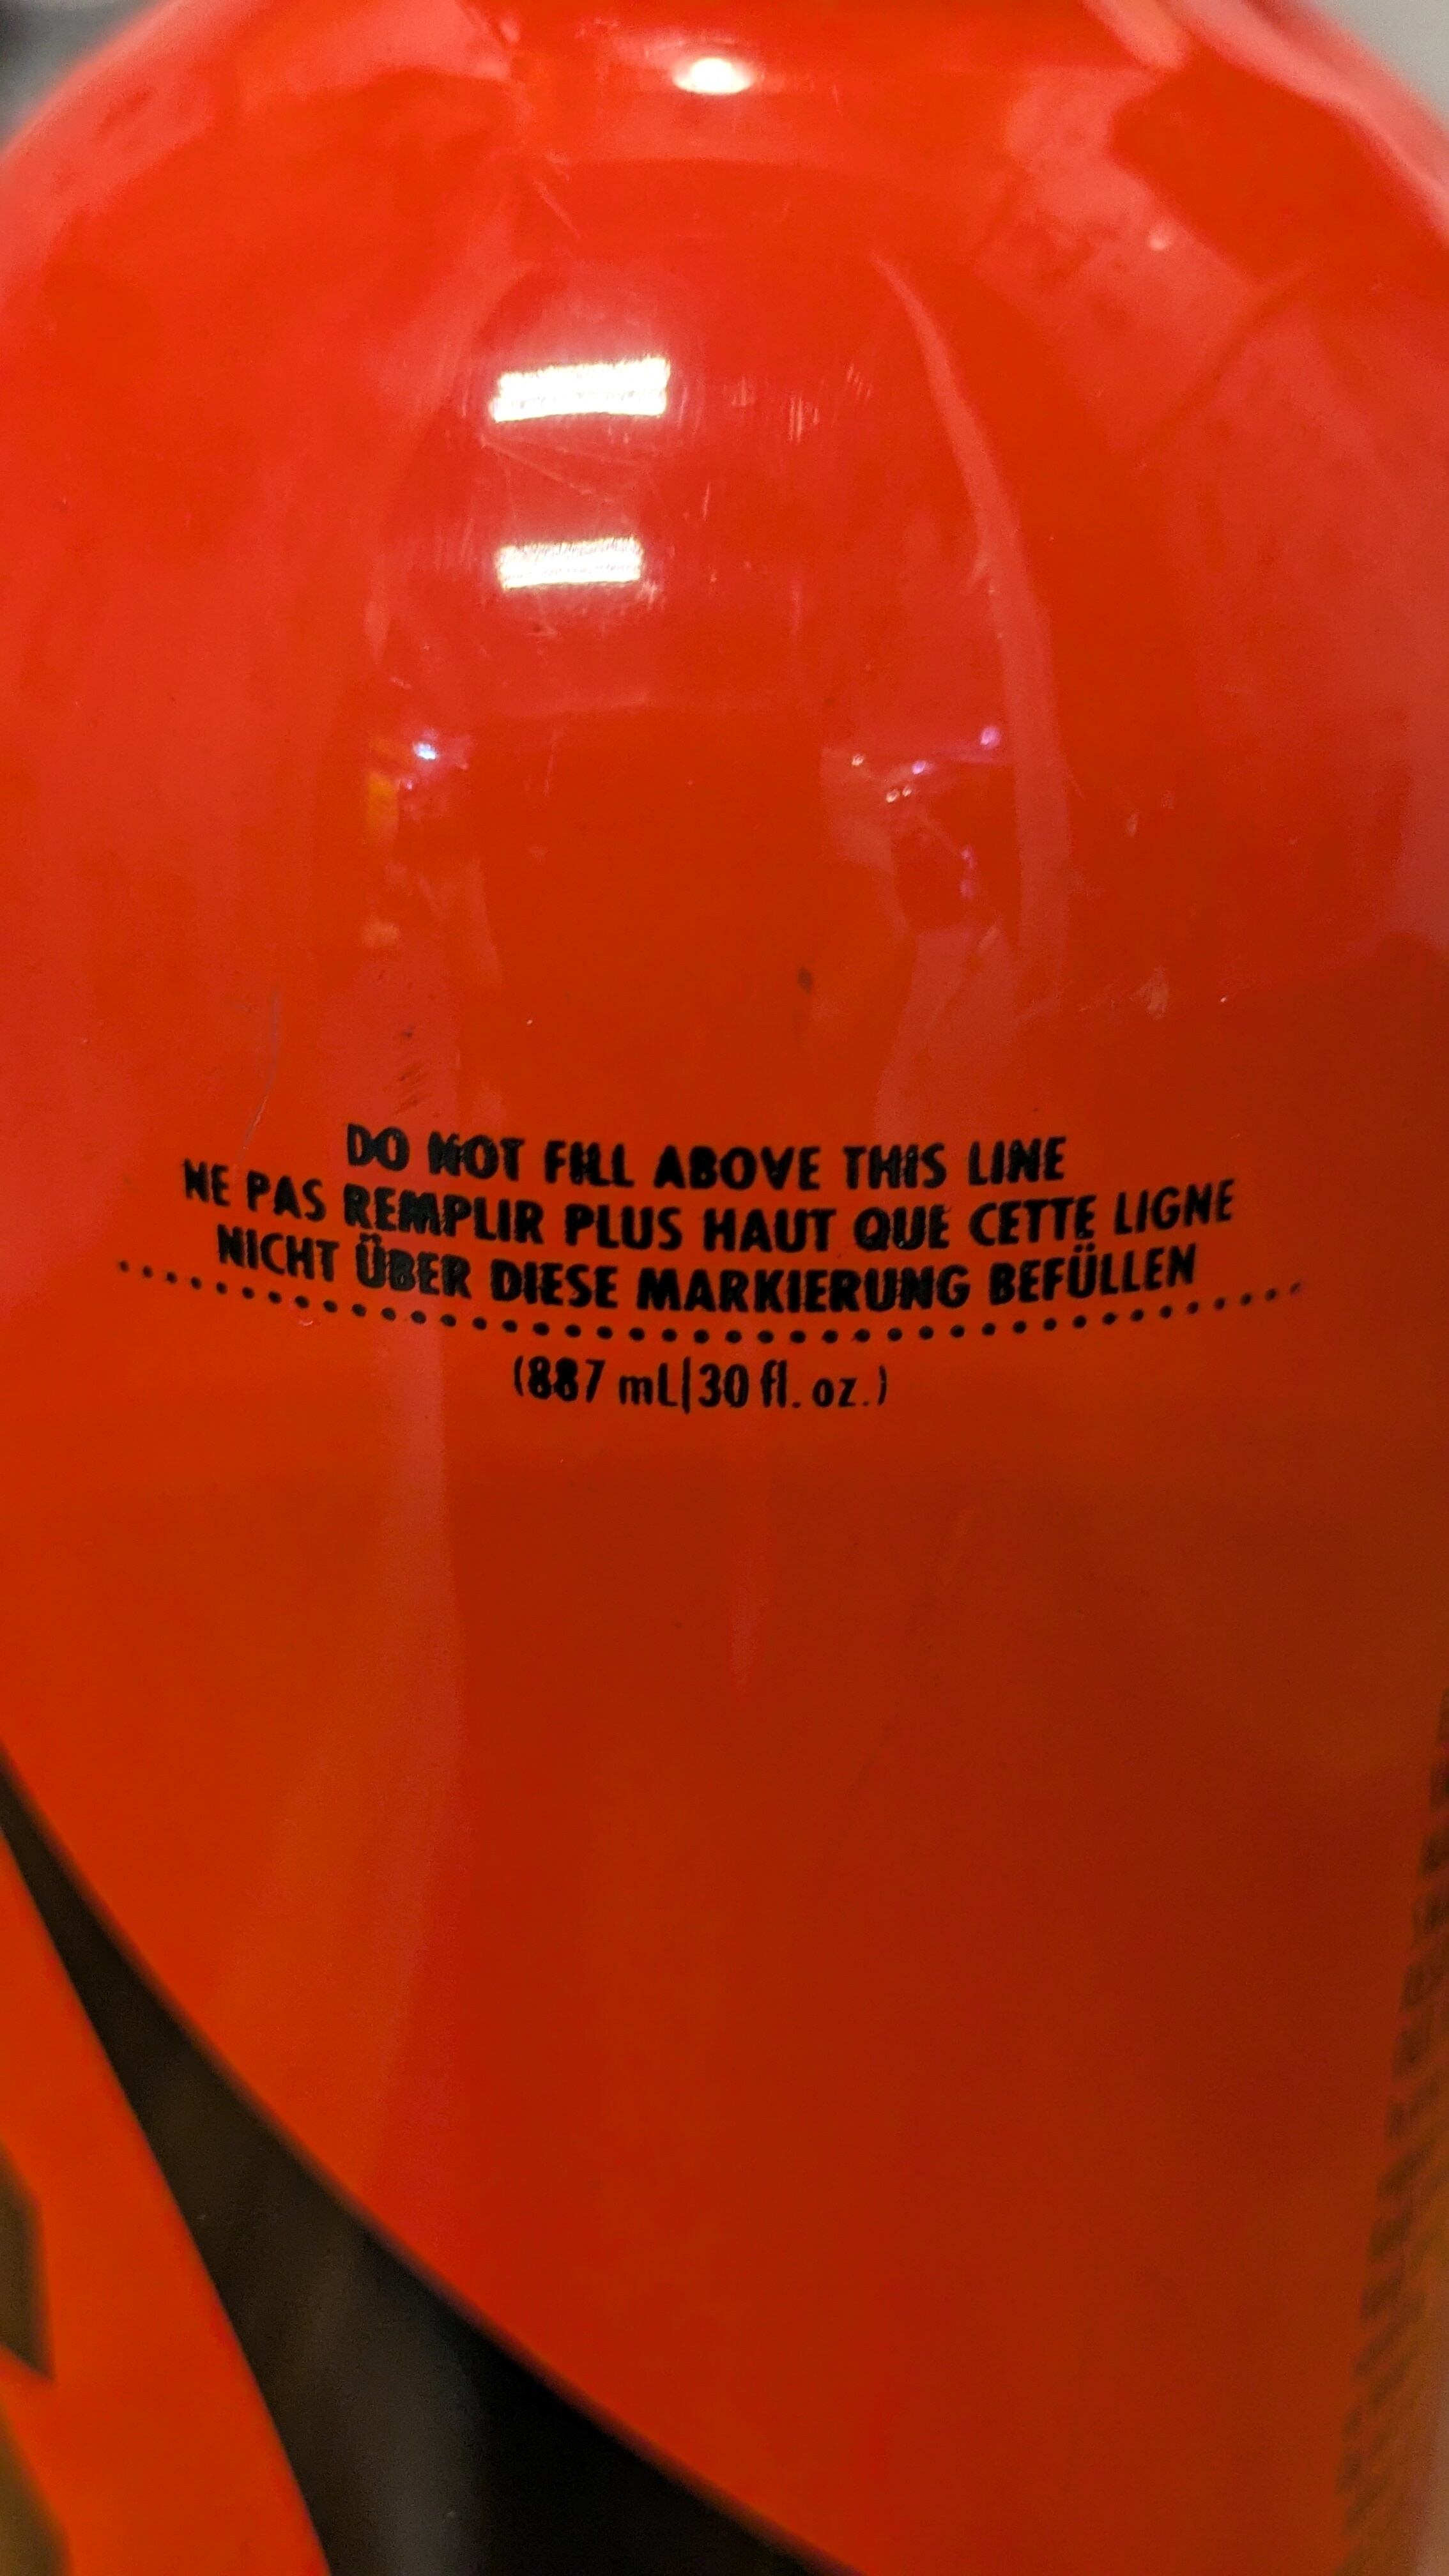 DO NOT FILL ABOVE THIS LINE
NE PAS REMPLIR PLUS HAUT QUE CETTE LIGNE
NICHT ÜBER DIESE MARKIERUNG BEFÜLLEN
(887 mL|30 fl. oz.)